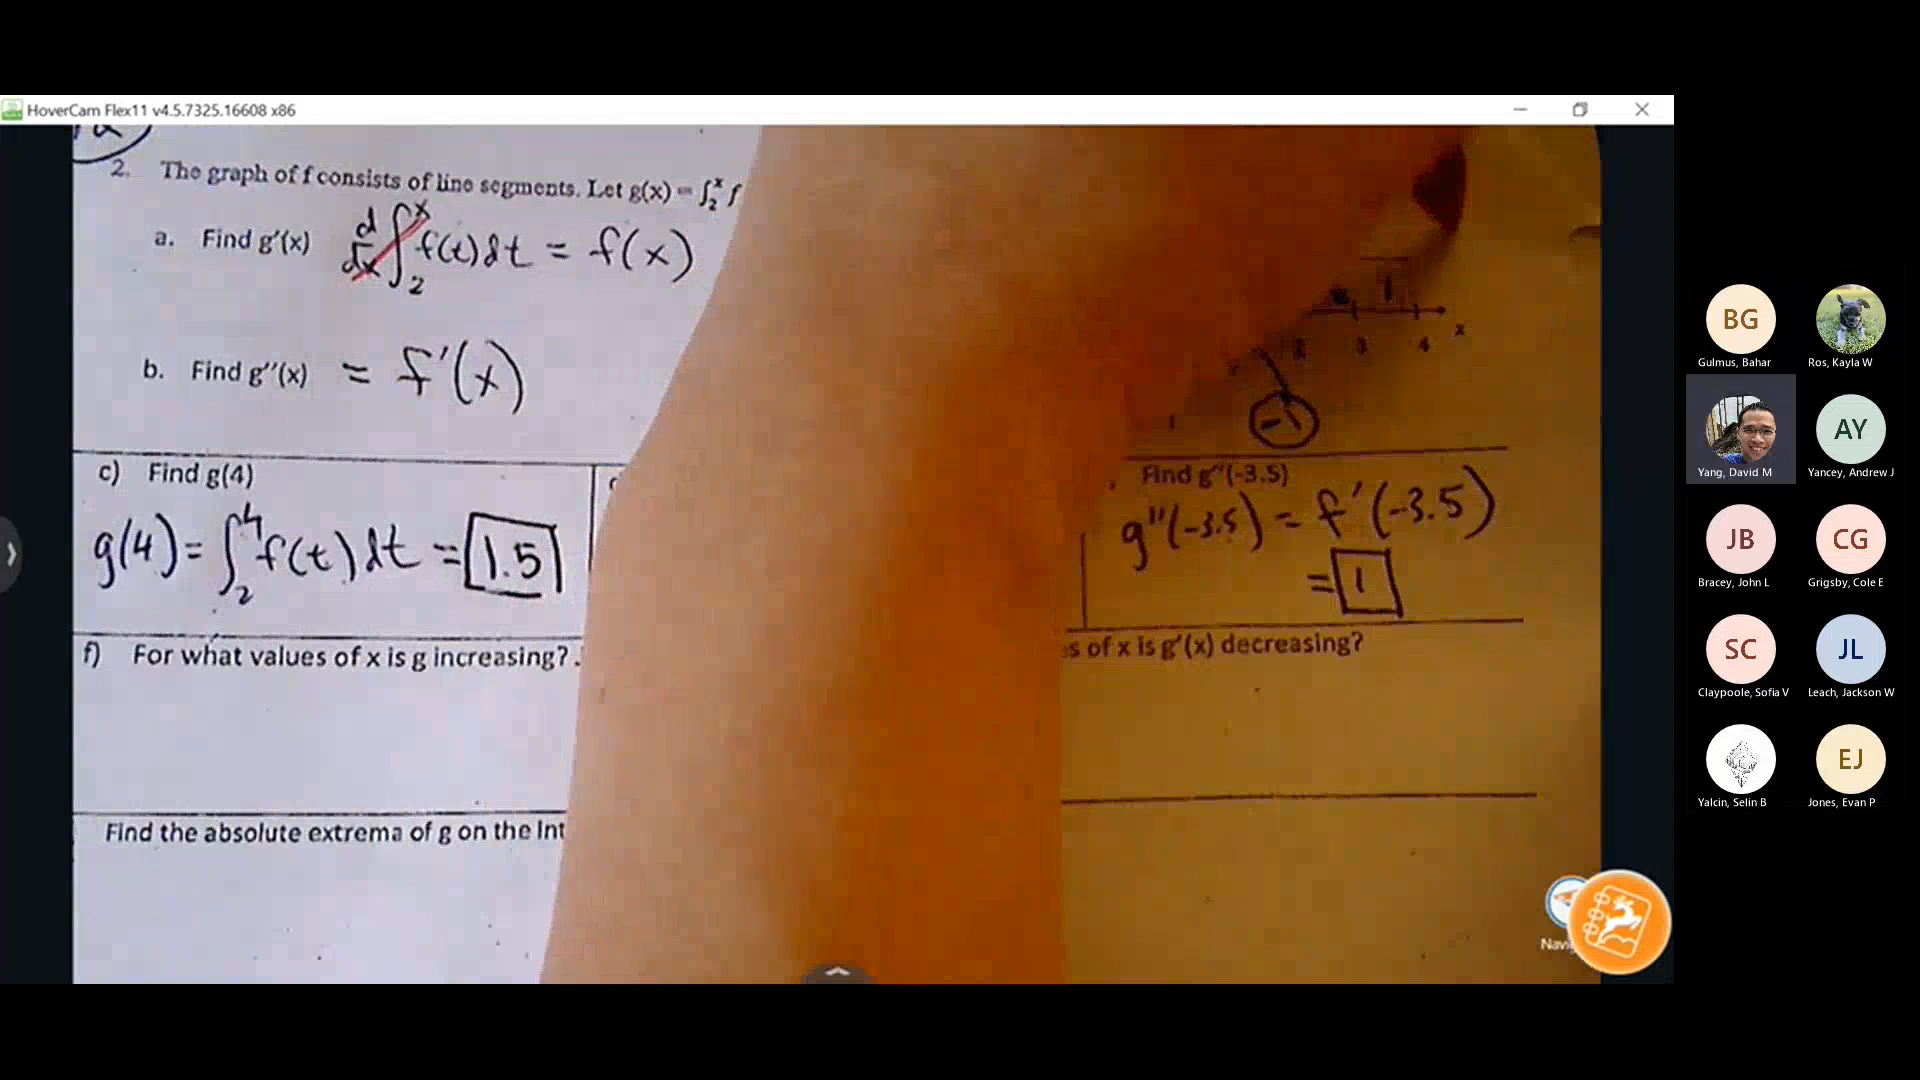 HoverCam Flex11 v4.5.7325.16608 x86
2. The graph of f consists of line segments. Let g(x) = ∫₂ˣ f
a. Find g'(x) d/dx ∫₂ˣ f(t)dt = f(x)
b. Find g''(x) = f'(x)
x
2 3 4
-1
c) Find g(4)
g(4) = ∫₂⁴ f(t)dt = 1.5
Find g''(-3.5)
g''(-3.5) = f'(-3.5)
= 1
f) For what values of x is g increasing?
of x is g'(x) decreasing?
Find the absolute extrema of g on the int
BG
Gulmus, Bahar
Ros, Kayla W
Yang, David M
AY
Yancey, Andrew J
JB
Bracey, John L
CG
Grigsby, Cole E
SC
Claypoole, Sofia V
JL
Leach, Jackson W
Yalcin, Selin B
EJ
Jones, Evan P